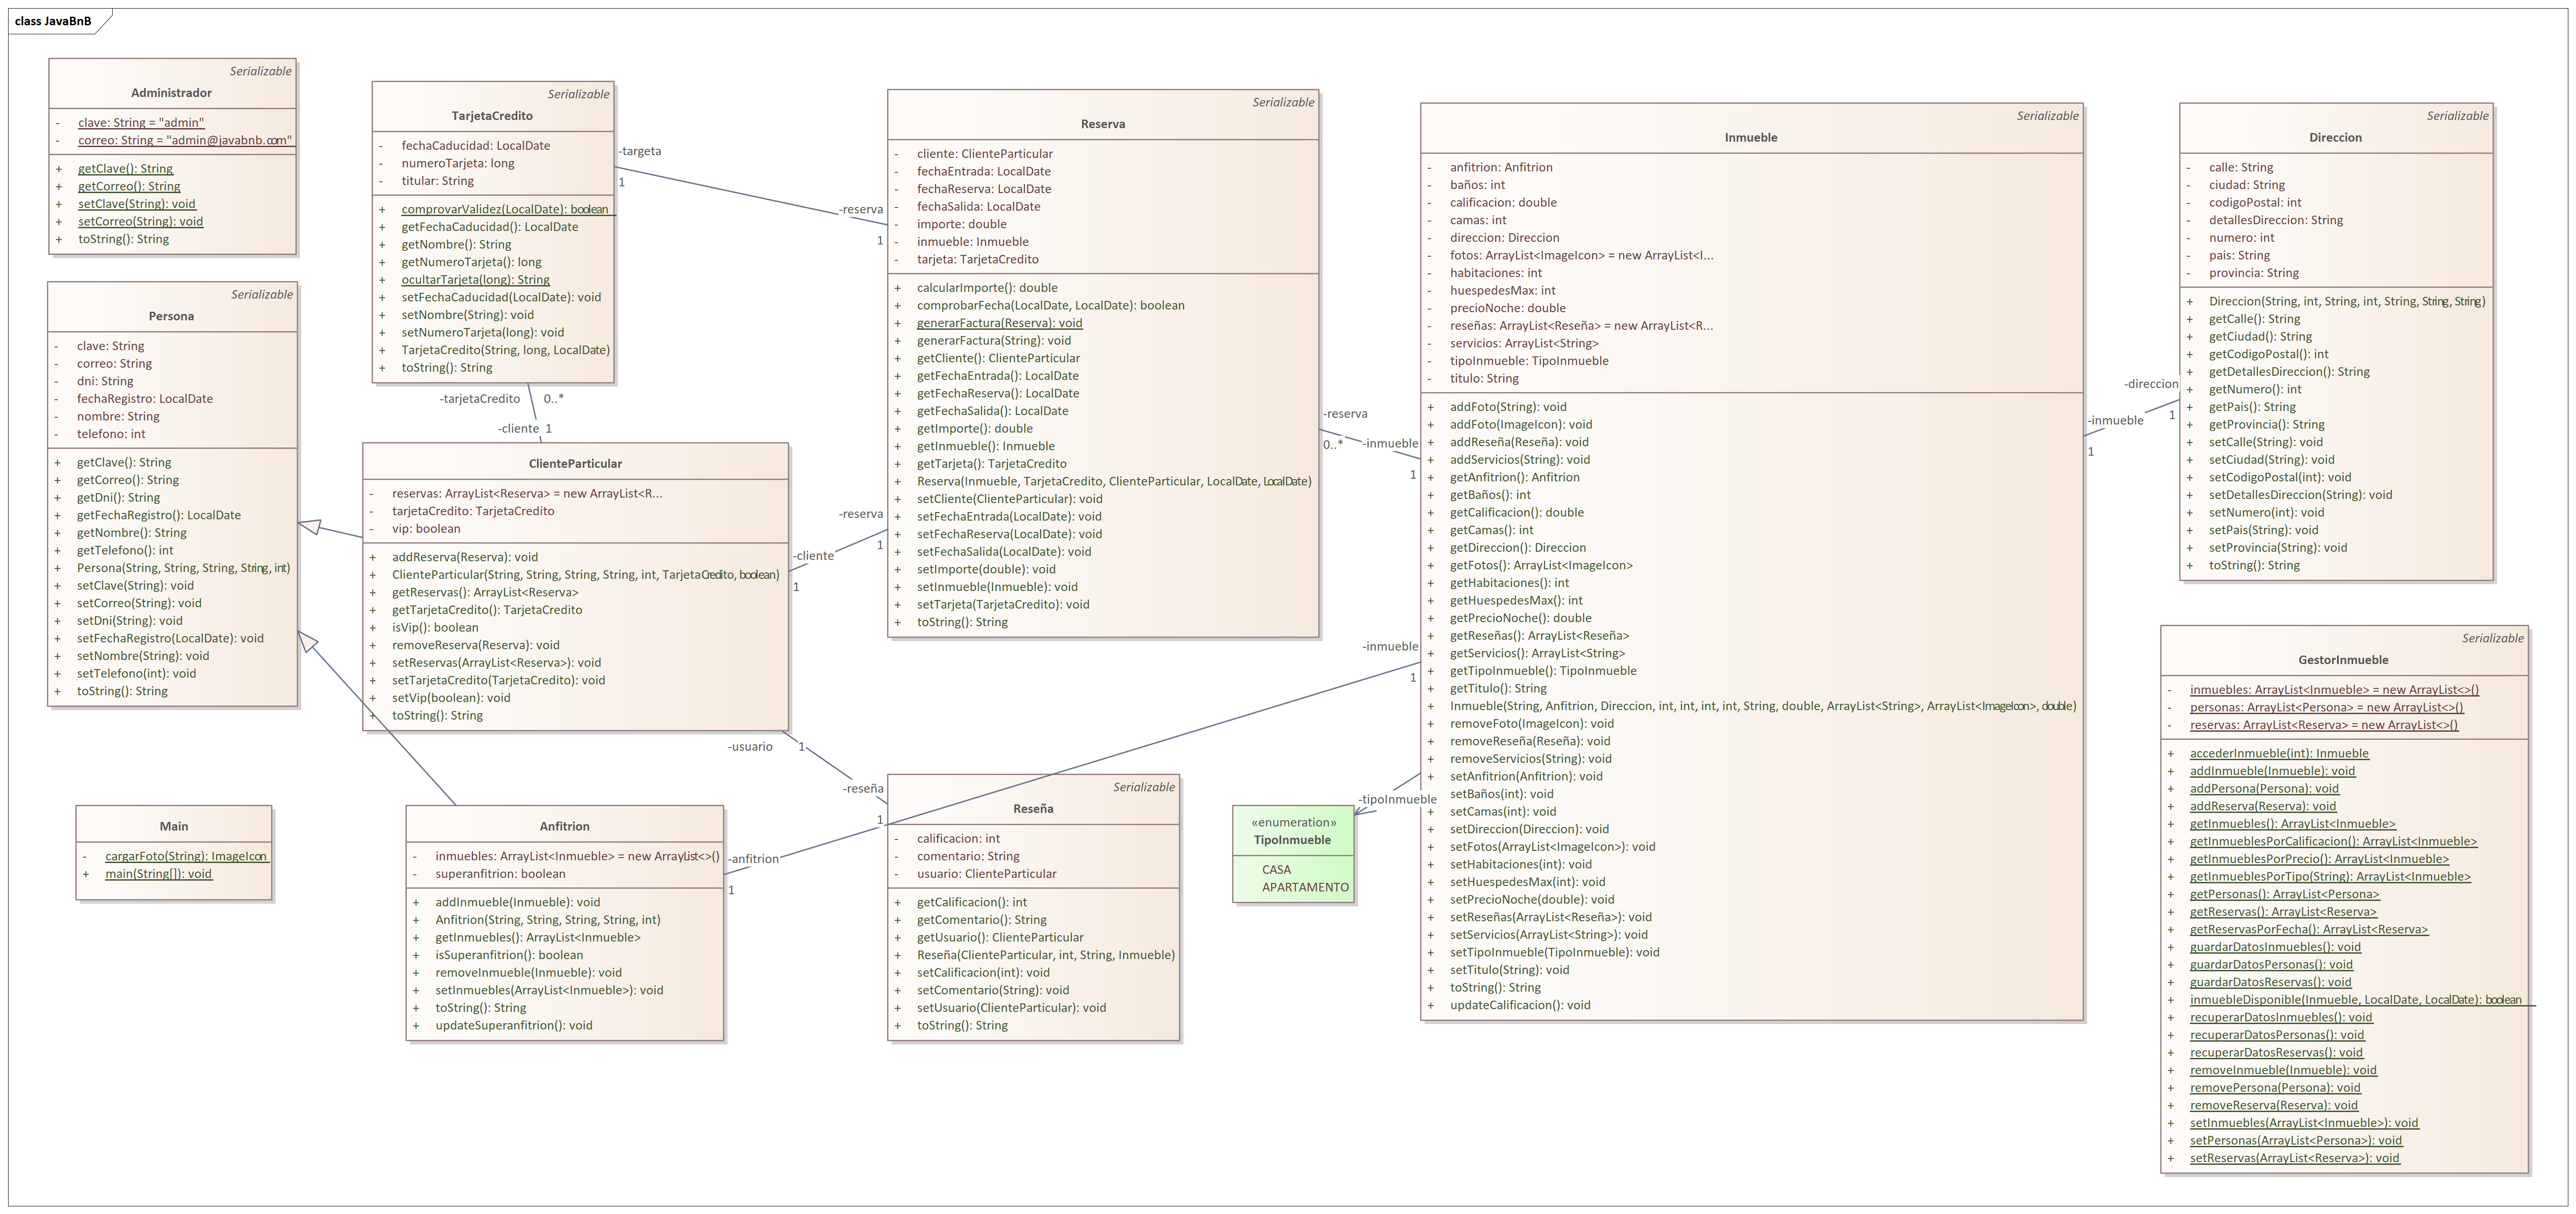 class JavaBnB
Serializable
Administrador
- clave: String = "admin"
- correo: String = "admin@javabnb.com"
+ getClave(): String
+ getCorreo(): String
+ setClave(String): void
+ setCorreo(String): void
+ toString(): String
Serializable
Persona
- clave: String
- correo: String
- dni: String
- fechaRegistro: LocalDate
- nombre: String
- telefono: int
+ getClave(): String
+ getCorreo(): String
+ getDni(): String
+ getFechaRegistro(): LocalDate
+ getNombre(): String
+ getTelefono(): int
+ Persona(String, String, String, String, int)
+ setClave(String): void
+ setCorreo(String): void
+ setDni(String): void
+ setFechaRegistro(LocalDate): void
+ setNombre(String): void
+ setTelefono(int): void
+ toString(): String
Main
- cargarFoto(String): ImageIcon
+ main(String[]): void
Serializable
TarjetaCredito
- fechaCaducidad: LocalDate
- numeroTarjeta: long
- titular: String
+ comprovarValidez(LocalDate): boolean
+ getFechaCaducidad(): LocalDate
+ getNombre(): String
+ getNumeroTarjeta(): long
+ ocultarTarjeta(long): String
+ setFechaCaducidad(LocalDate): void
+ setNombre(String): void
+ setNumeroTarjeta(long): void
+ TarjetaCredito(String, long, LocalDate)
+ toString(): String
-targeta
1
-reserva
1
-tarjetaCredito 0..*
-cliente 1
ClienteParticular
- reservas: ArrayList<Reserva> = new ArrayList<R...
- tarjetaCredito: TarjetaCredito
- vip: boolean
+ addReserva(Reserva): void
+ ClienteParticular(String, String, String, String, int, TarjetaCredito, boolean)
+ getReservas(): ArrayList<Reserva>
+ getTarjetaCredito(): TarjetaCredito
+ isVip(): boolean
+ removeReserva(Reserva): void
+ setReservas(ArrayList<Reserva>): void
+ setTarjetaCredito(TarjetaCredito): void
+ setVip(boolean): void
+ toString(): String
-reserva
1
-cliente
1
-usuario 1
-reseña
1
Anfitrion
- inmuebles: ArrayList<Inmueble> = new ArrayList<>()
- superanfitrion: boolean
+ addInmueble(Inmueble): void
+ Anfitrion(String, String, String, String, int)
+ getInmuebles(): ArrayList<Inmueble>
+ isSuperanfitrion(): boolean
+ removeInmueble(Inmueble): void
+ setInmuebles(ArrayList<Inmueble>): void
+ toString(): String
+ updateSuperanfitrion(): void
-anfitrion
1
Serializable
Reserva
- cliente: ClienteParticular
- fechaEntrada: LocalDate
- fechaReserva: LocalDate
- fechaSalida: LocalDate
- importe: double
- inmueble: Inmueble
- tarjeta: TarjetaCredito
+ calcularImporte(): double
+ comprobarFecha(LocalDate, LocalDate): boolean
+ generarFactura(Reserva): void
+ generarFactura(String): void
+ getCliente(): ClienteParticular
+ getFechaEntrada(): LocalDate
+ getFechaReserva(): LocalDate
+ getFechaSalida(): LocalDate
+ getImporte(): double
+ getInmueble(): Inmueble
+ getTarjeta(): TarjetaCredito
+ Reserva(Inmueble, TarjetaCredito, ClienteParticular, LocalDate, LocalDate)
+ setCliente(ClienteParticular): void
+ setFechaEntrada(LocalDate): void
+ setFechaReserva(LocalDate): void
+ setFechaSalida(LocalDate): void
+ setImporte(double): void
+ setInmueble(Inmueble): void
+ setTarjeta(TarjetaCredito): void
+ toString(): String
-reserva
0..*
-inmueble
1
Serializable
Reseña
- calificacion: int
- comentario: String
- usuario: ClienteParticular
+ getCalificacion(): int
+ getComentario(): String
+ getUsuario(): ClienteParticular
+ Reseña(ClienteParticular, int, String, Inmueble)
+ setCalificacion(int): void
+ setComentario(String): void
+ setUsuario(ClienteParticular): void
+ toString(): String
-inmueble
1
-tipoInmueble
«enumeration»
TipoInmueble
CASA
APARTAMENTO
Serializable
Inmueble
- anfitrion: Anfitrion
- baños: int
- calificacion: double
- camas: int
- direccion: Direccion
- fotos: ArrayList<ImageIcon> = new ArrayList<I...
- habitaciones: int
- huespedesMax: int
- precioNoche: double
- reseñas: ArrayList<Reseña> = new ArrayList<R...
- servicios: ArrayList<String>
- tipoInmueble: TipoInmueble
- titulo: String
+ addFoto(String): void
+ addFoto(ImageIcon): void
+ addReseña(Reseña): void
+ addServicios(String): void
+ getAnfitrion(): Anfitrion
+ getBaños(): int
+ getCalificacion(): double
+ getCamas(): int
+ getDireccion(): Direccion
+ getFotos(): ArrayList<ImageIcon>
+ getHabitaciones(): int
+ getHuespedesMax(): int
+ getPrecioNoche(): double
+ getReseñas(): ArrayList<Reseña>
+ getServicios(): ArrayList<String>
+ getTipoInmueble(): TipoInmueble
+ getTitulo(): String
+ Inmueble(String, Anfitrion, Direccion, int, int, int, int, String, double, ArrayList<String>, ArrayList<ImageIcon>, double)
+ removeFoto(ImageIcon): void
+ removeReseña(Reseña): void
+ removeServicios(String): void
+ setAnfitrion(Anfitrion): void
+ setBaños(int): void
+ setCamas(int): void
+ setDireccion(Direccion): void
+ setFotos(ArrayList<ImageIcon>): void
+ setHabitaciones(int): void
+ setHuespedesMax(int): void
+ setPrecioNoche(double): void
+ setReseñas(ArrayList<Reseña>): void
+ setServicios(ArrayList<String>): void
+ setTipoInmueble(TipoInmueble): void
+ setTitulo(String): void
+ toString(): String
+ updateCalificacion(): void
-direccion
1
-inmueble
1
Serializable
Direccion
- calle: String
- ciudad: String
- codigoPostal: int
- detallesDireccion: String
- numero: int
- pais: String
- provincia: String
+ Direccion(String, int, String, int, String, String, String)
+ getCalle(): String
+ getCiudad(): String
+ getCodigoPostal(): int
+ getDetallesDireccion(): String
+ getNumero(): int
+ getPais(): String
+ getProvincia(): String
+ setCalle(String): void
+ setCiudad(String): void
+ setCodigoPostal(int): void
+ setDetallesDireccion(String): void
+ setNumero(int): void
+ setPais(String): void
+ setProvincia(String): void
+ toString(): String
Serializable
GestorInmueble
- inmuebles: ArrayList<Inmueble> = new ArrayList<>()
- personas: ArrayList<Persona> = new ArrayList<>()
- reservas: ArrayList<Reserva> = new ArrayList<>()
+ accederInmueble(int): Inmueble
+ addInmueble(Inmueble): void
+ addPersona(Persona): void
+ addReserva(Reserva): void
+ getInmuebles(): ArrayList<Inmueble>
+ getInmueblesPorCalificacion(): ArrayList<Inmueble>
+ getInmueblesPorPrecio(): ArrayList<Inmueble>
+ getInmueblesPorTipo(String): ArrayList<Inmueble>
+ getPersonas(): ArrayList<Persona>
+ getReservas(): ArrayList<Reserva>
+ getReservasPorFecha(): ArrayList<Reserva>
+ guardarDatosInmuebles(): void
+ guardarDatosPersonas(): void
+ guardarDatosReservas(): void
+ inmuebleDisponible(Inmueble, LocalDate, LocalDate): boolean
+ recuperarDatosInmuebles(): void
+ recuperarDatosPersonas(): void
+ recuperarDatosReservas(): void
+ removeInmueble(Inmueble): void
+ removePersona(Persona): void
+ removeReserva(Reserva): void
+ setInmuebles(ArrayList<Inmueble>): void
+ setPersonas(ArrayList<Persona>): void
+ setReservas(ArrayList<Reserva>): void